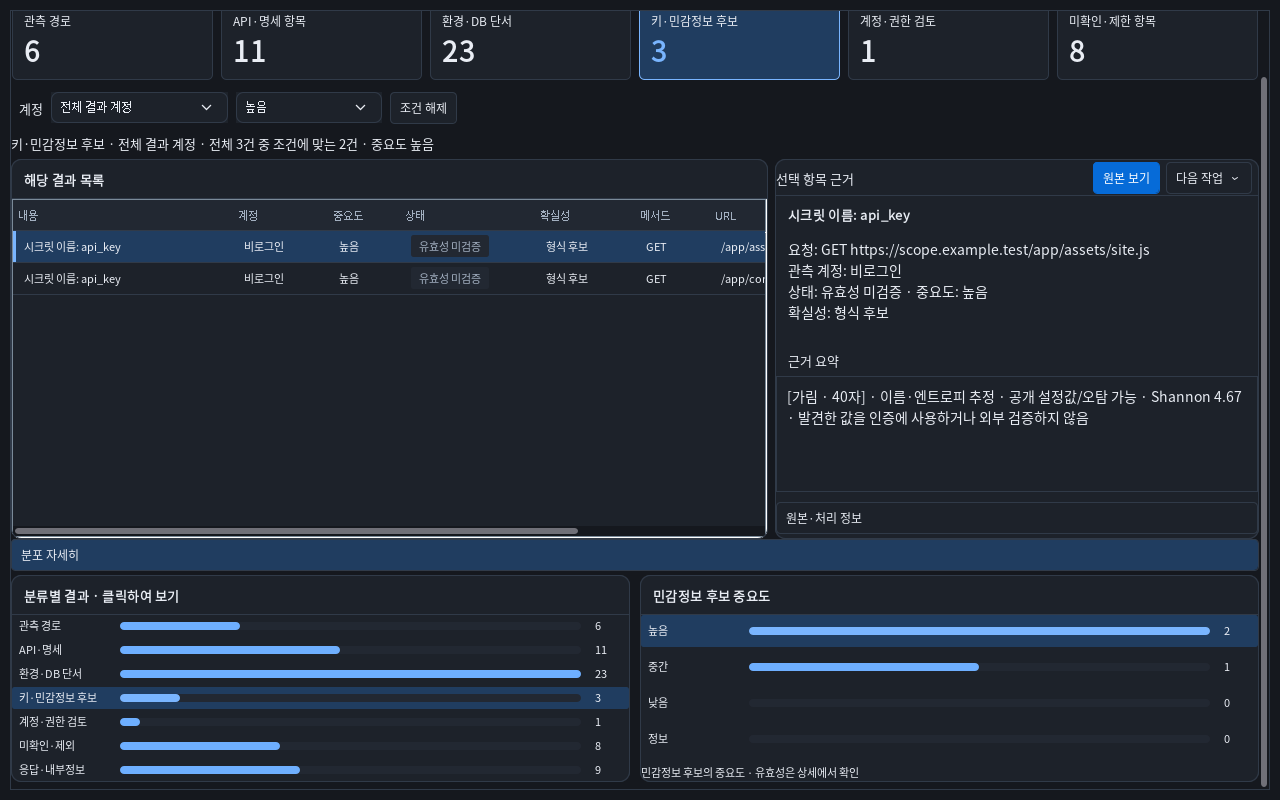 관측 경로
API·명세 항목
환경·DB 단서
키·민감정보 후보
계정·권한 검토
미확인·제한 항목
6
11
23
3
1
8
계정
전체 결과 계정
높음
조건 해제
키·민감정보 후보 · 전체 결과 계정 · 전체 3건 중 조건에 맞는 2건 · 중요도 높음
해당 결과 목록
내용 계정 중요도 상태 확실성 메서드 URL
시크릿 이름: api_key 비로그인 높음 유효성 미검증 형식 후보 GET /app/ass
시크릿 이름: api_key 비로그인 높음 유효성 미검증 형식 후보 GET /app/con
선택 항목 근거
원본 보기
다음 작업
시크릿 이름: api_key
요청: GET https://scope.example.test/app/assets/site.js
관측 계정: 비로그인
상태: 유효성 미검증 · 중요도: 높음
확실성: 형식 후보
근거 요약
[가림 · 40자] · 이름·엔트로피 추정 · 공개 설정값/오탐 가능 · Shannon 4.67
· 발견한 값을 인증에 사용하거나 외부 검증하지 않음
원본·처리 정보
분포 자세히
분류별 결과 · 클릭하여 보기
관측 경로 6
API·명세 11
환경·DB 단서 23
키·민감정보 후보 3
계정·권한 검토 1
미확인·제외 8
응답·내부정보 9
민감정보 후보 중요도
높음 2
중간 1
낮음 0
정보 0
민감정보 후보의 중요도 · 유효성은 상세에서 확인